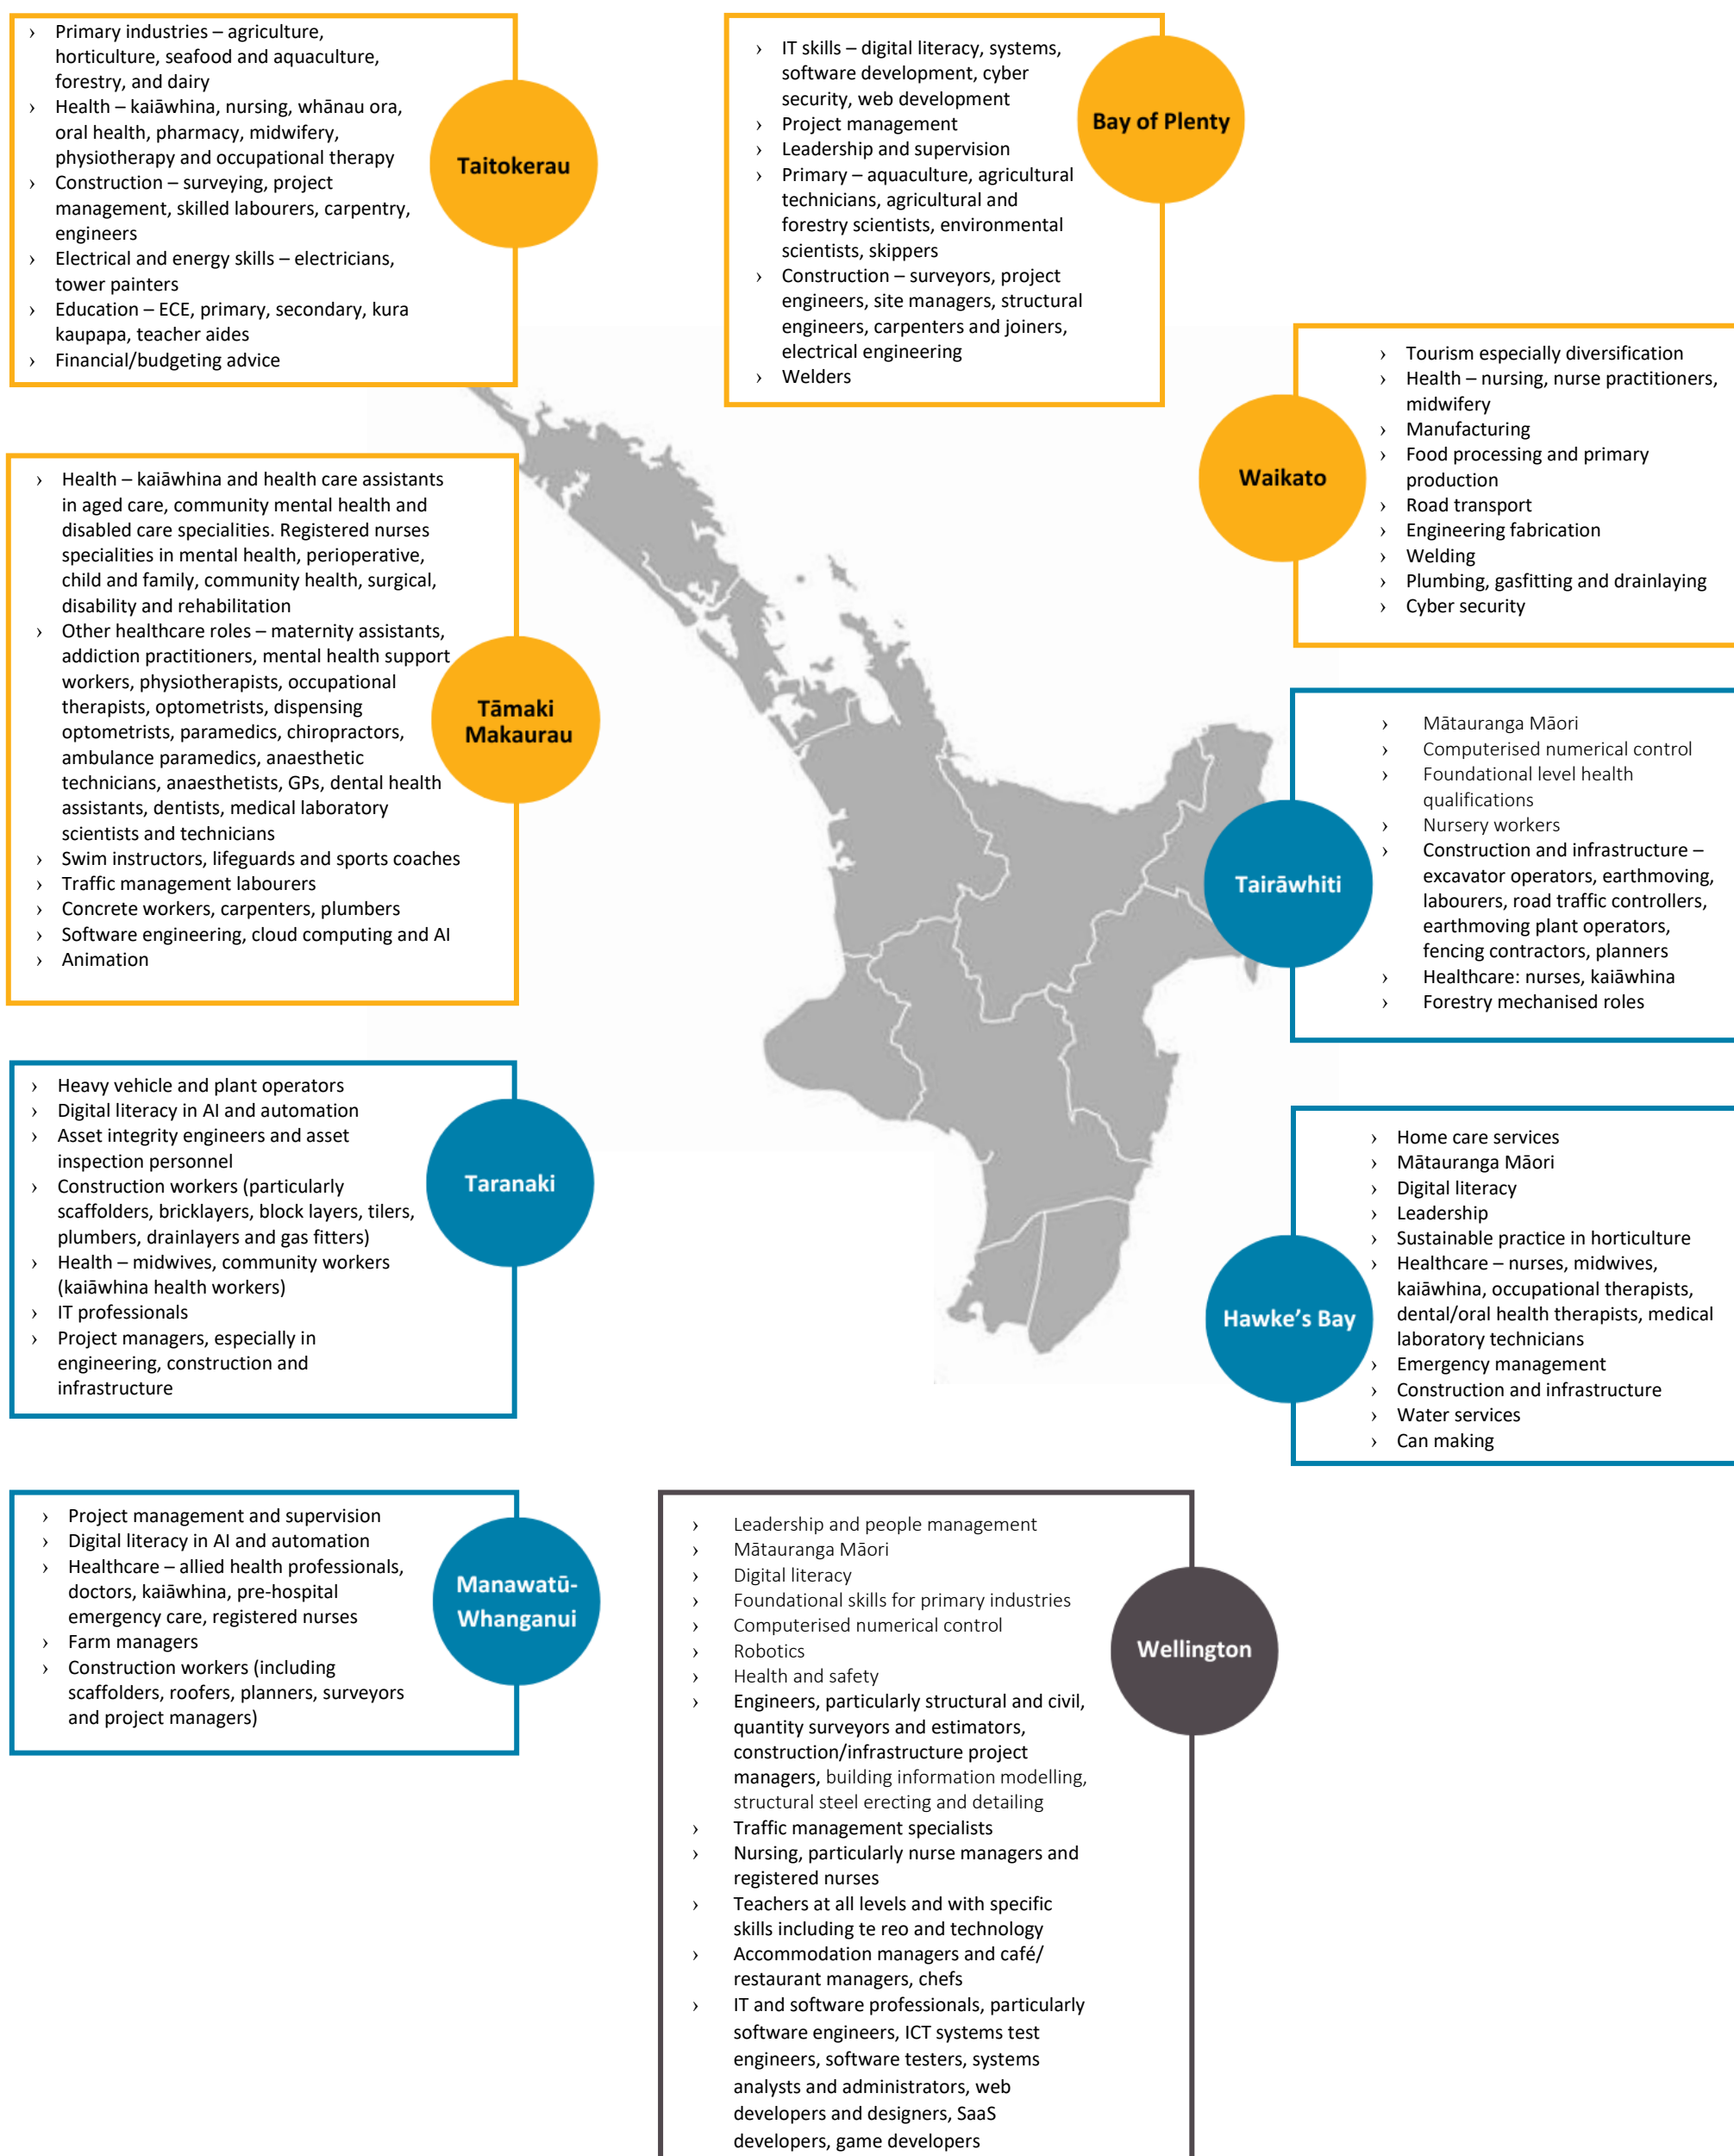 › Primary industries – agriculture,
horticulture, seafood and aquaculture,
forestry, and dairy
› Health – kaiāwhina, nursing, whānau ora,
oral health, pharmacy, midwifery,
physiotherapy and occupational therapy
› Construction – surveying, project
management, skilled labourers, carpentry,
engineers
› Electrical and energy skills – electricians,
tower painters
› Education – ECE, primary, secondary, kura
kaupapa, teacher aides
› Financial/budgeting advice
Taitokerau
› IT skills – digital literacy, systems,
software development, cyber
security, web development
› Project management
› Leadership and supervision
› Primary – aquaculture, agricultural
technicians, agricultural and
forestry scientists, environmental
scientists, skippers
› Construction – surveyors, project
engineers, site managers, structural
engineers, carpenters and joiners,
electrical engineering
› Welders
Bay of Plenty
› Tourism especially diversification
› Health – nursing, nurse practitioners,
midwifery
› Manufacturing
› Food processing and primary
production
› Road transport
› Engineering fabrication
› Welding
› Plumbing, gasfitting and drainlaying
› Cyber security
Waikato
› Health – kaiāwhina and health care assistants
in aged care, community mental health and
disabled care specialities. Registered nurses
specialities in mental health, perioperative,
child and family, community health, surgical,
disability and rehabilitation
› Other healthcare roles – maternity assistants,
addiction practitioners, mental health support
workers, physiotherapists, occupational
therapists, optometrists, dispensing
optometrists, paramedics, chiropractors,
ambulance paramedics, anaesthetic
technicians, anaesthetists, GPs, dental health
assistants, dentists, medical laboratory
scientists and technicians
› Swim instructors, lifeguards and sports coaches
› Traffic management labourers
› Concrete workers, carpenters, plumbers
› Software engineering, cloud computing and AI
› Animation
Tāmaki
Makaurau
› Mātauranga Māori
› Computerised numerical control
› Foundational level health
qualifications
› Nursery workers
› Construction and infrastructure –
excavator operators, earthmoving,
labourers, road traffic controllers,
earthmoving plant operators,
fencing contractors, planners
› Healthcare: nurses, kaiāwhina
› Forestry mechanised roles
Tairāwhiti
› Heavy vehicle and plant operators
› Digital literacy in AI and automation
› Asset integrity engineers and asset
inspection personnel
› Construction workers (particularly
scaffolders, bricklayers, block layers, tilers,
plumbers, drainlayers and gas fitters)
› Health – midwives, community workers
(kaiāwhina health workers)
› IT professionals
› Project managers, especially in
engineering, construction and
infrastructure
Taranaki
› Home care services
› Mātauranga Māori
› Digital literacy
› Leadership
› Sustainable practice in horticulture
› Healthcare – nurses, midwives,
kaiāwhina, occupational therapists,
dental/oral health therapists, medical
laboratory technicians
› Emergency management
› Construction and infrastructure
› Water services
› Can making
Hawke's Bay
› Project management and supervision
› Digital literacy in AI and automation
› Healthcare – allied health professionals,
doctors, kaiāwhina, pre-hospital
emergency care, registered nurses
› Farm managers
› Construction workers (including
scaffolders, roofers, planners, surveyors
and project managers)
Manawatū-
Whanganui
› Leadership and people management
› Mātauranga Māori
› Digital literacy
› Foundational skills for primary industries
› Computerised numerical control
› Robotics
› Health and safety
› Engineers, particularly structural and civil,
quantity surveyors and estimators,
construction/infrastructure project
managers, building information modelling,
structural steel erecting and detailing
› Traffic management specialists
› Nursing, particularly nurse managers and
registered nurses
› Teachers at all levels and with specific
skills including te reo and technology
› Accommodation managers and café/
restaurant managers, chefs
› IT and software professionals, particularly
software engineers, ICT systems test
engineers, software testers, systems
analysts and administrators, web
developers and designers, SaaS
developers, game developers
Wellington